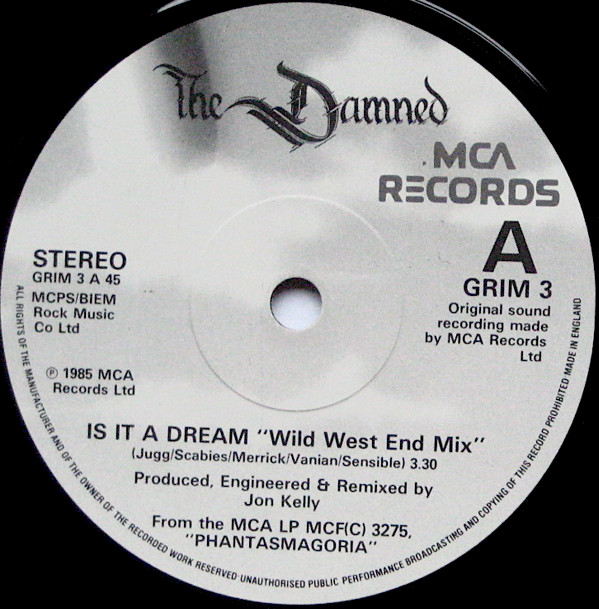 The Damned
MCA
RECORDS
A
STEREO
GRIM 3 A 45
GRIM 3
MCPS/BIEM
Rock Music
Co Ltd
Original sound
recording made
by MCA Records
Ltd
℗ 1985 MCA
Records Ltd
IS IT A DREAM "Wild West End Mix"
(Jugg/Scabies/Merrick/Vanian/Sensible) 3.30
Produced, Engineered & Remixed by
Jon Kelly
From the MCA LP MCF(C) 3275,
"PHANTASMAGORIA"
ALL RIGHTS OF THE MANUFACTURER AND OF THE OWNER OF THE RECORDED WORK RESERVED·UNAUTHORISED PUBLIC PERFORMANCE BROADCASTING AND COPYING OF THIS RECORD PROHIBITED·MADE IN ENGLAND